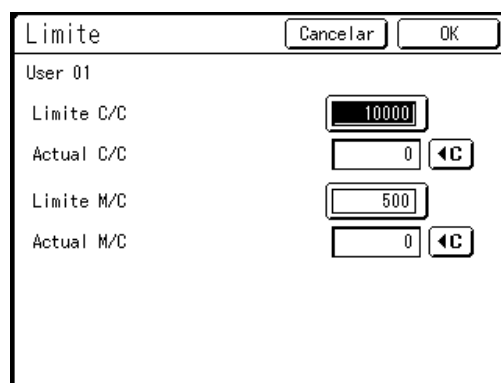 Limite Cancelar OK
User 01
Limite C/C 10000
Actual C/C 0 ◀C
Limite M/C 500
Actual M/C 0 ◀C